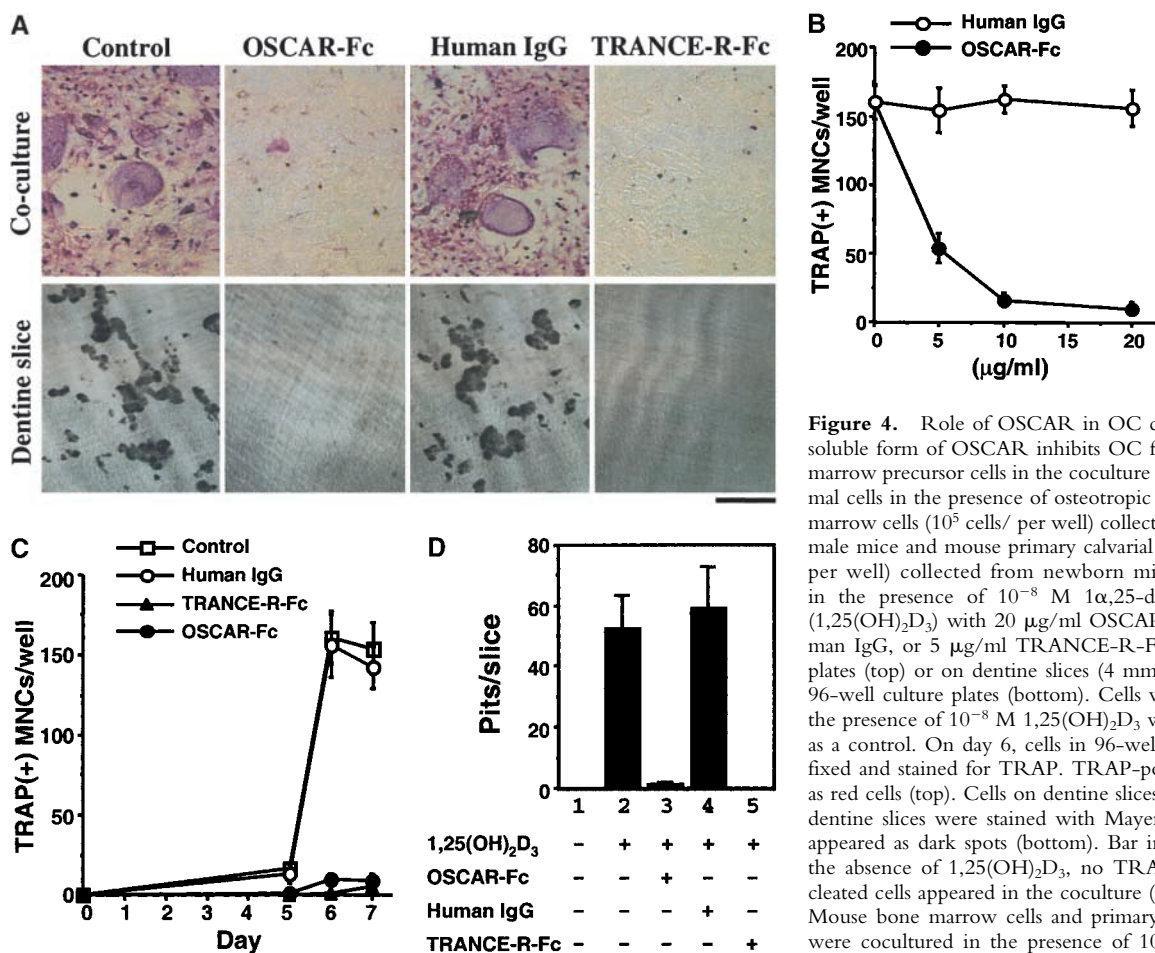 A
Control
OSCAR-Fc
Human IgG
TRANCE-R-Fc
Co-culture
Dentine slice
B
Human IgG
OSCAR-Fc
TRAP(+) MNCs/well
200
150
100
50
0
0 5 10 15 20
(µg/ml)
Figure 4. Role of OSCAR in OC
soluble form of OSCAR inhibits OC
marrow precursor cells in the coculture
mal cells in the presence of osteotropic
marrow cells (10⁵ cells/ per well) collect
male mice and mouse primary calvarial
per well) collected from newborn mi
in the presence of 10⁻⁸ M 1α,25-d
(1,25(OH)₂D₃) with 20 µg/ml OSCAR
man IgG, or 5 µg/ml TRANCE-R-F
plates (top) or on dentine slices (4 mm
96-well culture plates (bottom). Cells w
the presence of 10⁻⁸ M 1,25(OH)₂D₃ w
as a control. On day 6, cells in 96-well
fixed and stained for TRAP. TRAP-po
as red cells (top). Cells on dentine slices
dentine slices were stained with Mayer
appeared as dark spots (bottom). Bar in
the absence of 1,25(OH)₂D₃, no TRA
cleated cells appeared in the coculture (
Mouse bone marrow cells and primary
were cocultured in the presence of 10
C
Control
Human IgG
TRANCE-R-Fc
OSCAR-Fc
TRAP(+) MNCs/well
200
150
100
50
0
0 1 2 3 4 5 6 7
Day
D
Pits/slice
80
60
40
20
0
1 2 3 4 5
1,25(OH)₂D₃ - + + + +
OSCAR-Fc - - + - -
Human IgG - - - + -
TRANCE-R-Fc - - - - +